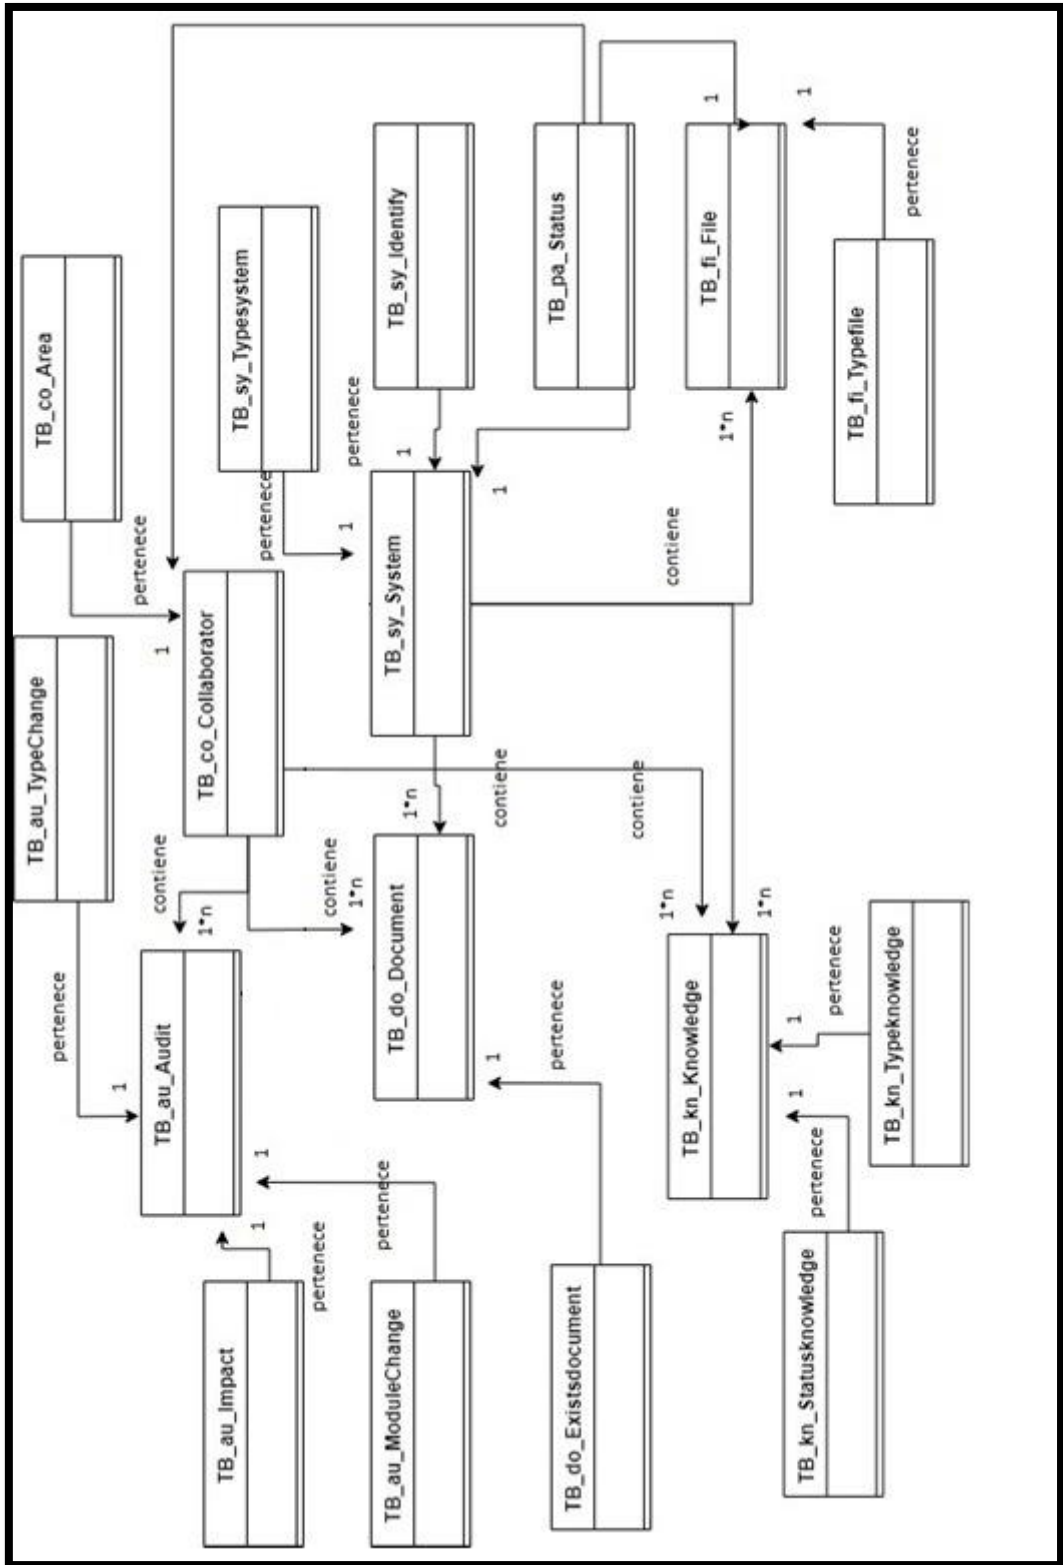 TB_au_TypeChange
TB_co_Area
pertenece
1
pertenece
TB_au_Audit
contiene
1
1*n
TB_co_Collaborator
TB_au_Impact
TB_sy_Typesystem
1
1
pertenece
pertenece
contiene
1
1*n
pertenece
pertenece
TB_au_ModuleChange
TB_do_Document
TB_sy_System
TB_sy_Identify
1*n
1
1
contiene
1
pertenece
TB_pa_Status
TB_do_Existsdocument
contiene
1*n
contiene
TB_kn_Knowledge
TB_fi_File
1
1*n
1*n
1
1
1
TB_kn_Statusknowledge
pertenece
pertenece
TB_fi_Typefile
TB_kn_Typeknowledge
pertenece